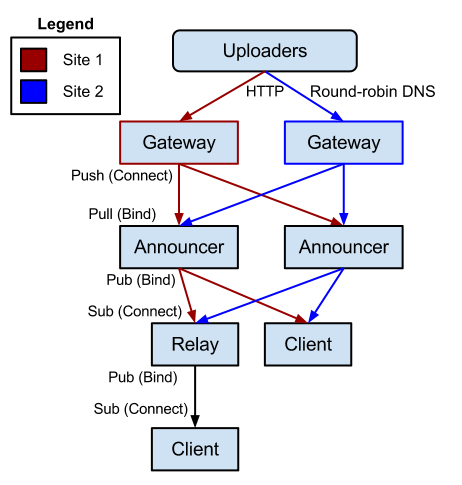 Legend
Site 1
Site 2
Uploaders
HTTP
Round-robin DNS
Gateway
Gateway
Push (Connect)
Pull (Bind)
Announcer
Announcer
Pub (Bind)
Sub (Connect)
Relay
Client
Pub (Bind)
Sub (Connect)
Client